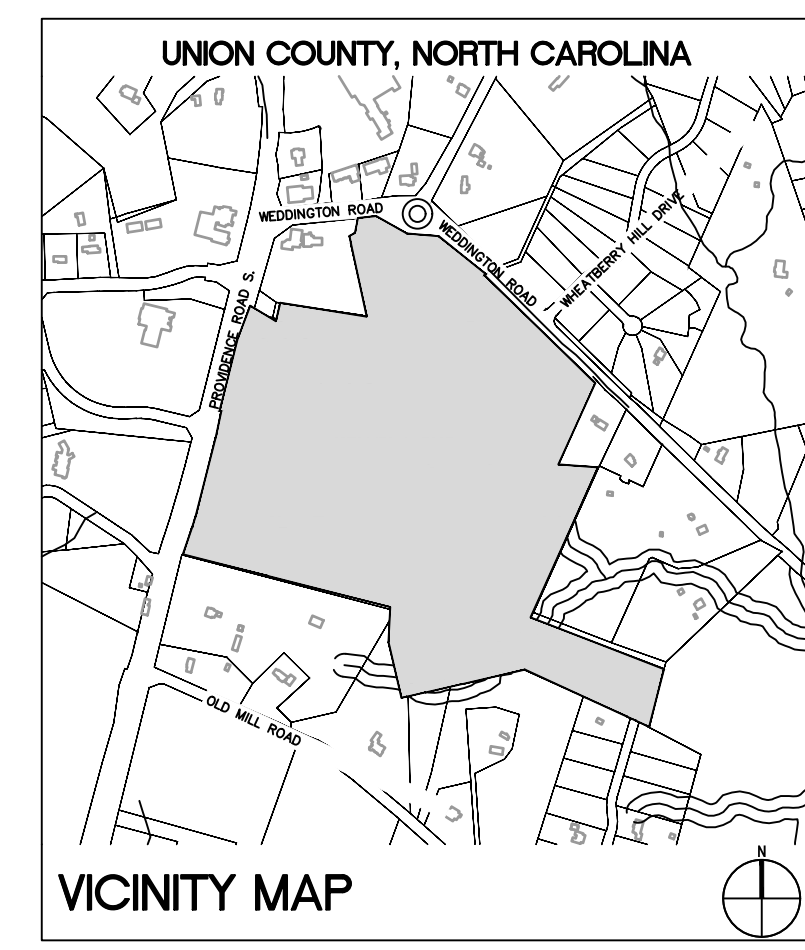 UNION COUNTY, NORTH CAROLINA
WEDDINGTON ROAD
WEDDINGTON ROAD
WHEATBERRY HILL DRIVE
PROVIDENCE ROAD S.
OLD MILL ROAD
VICINITY MAP
N